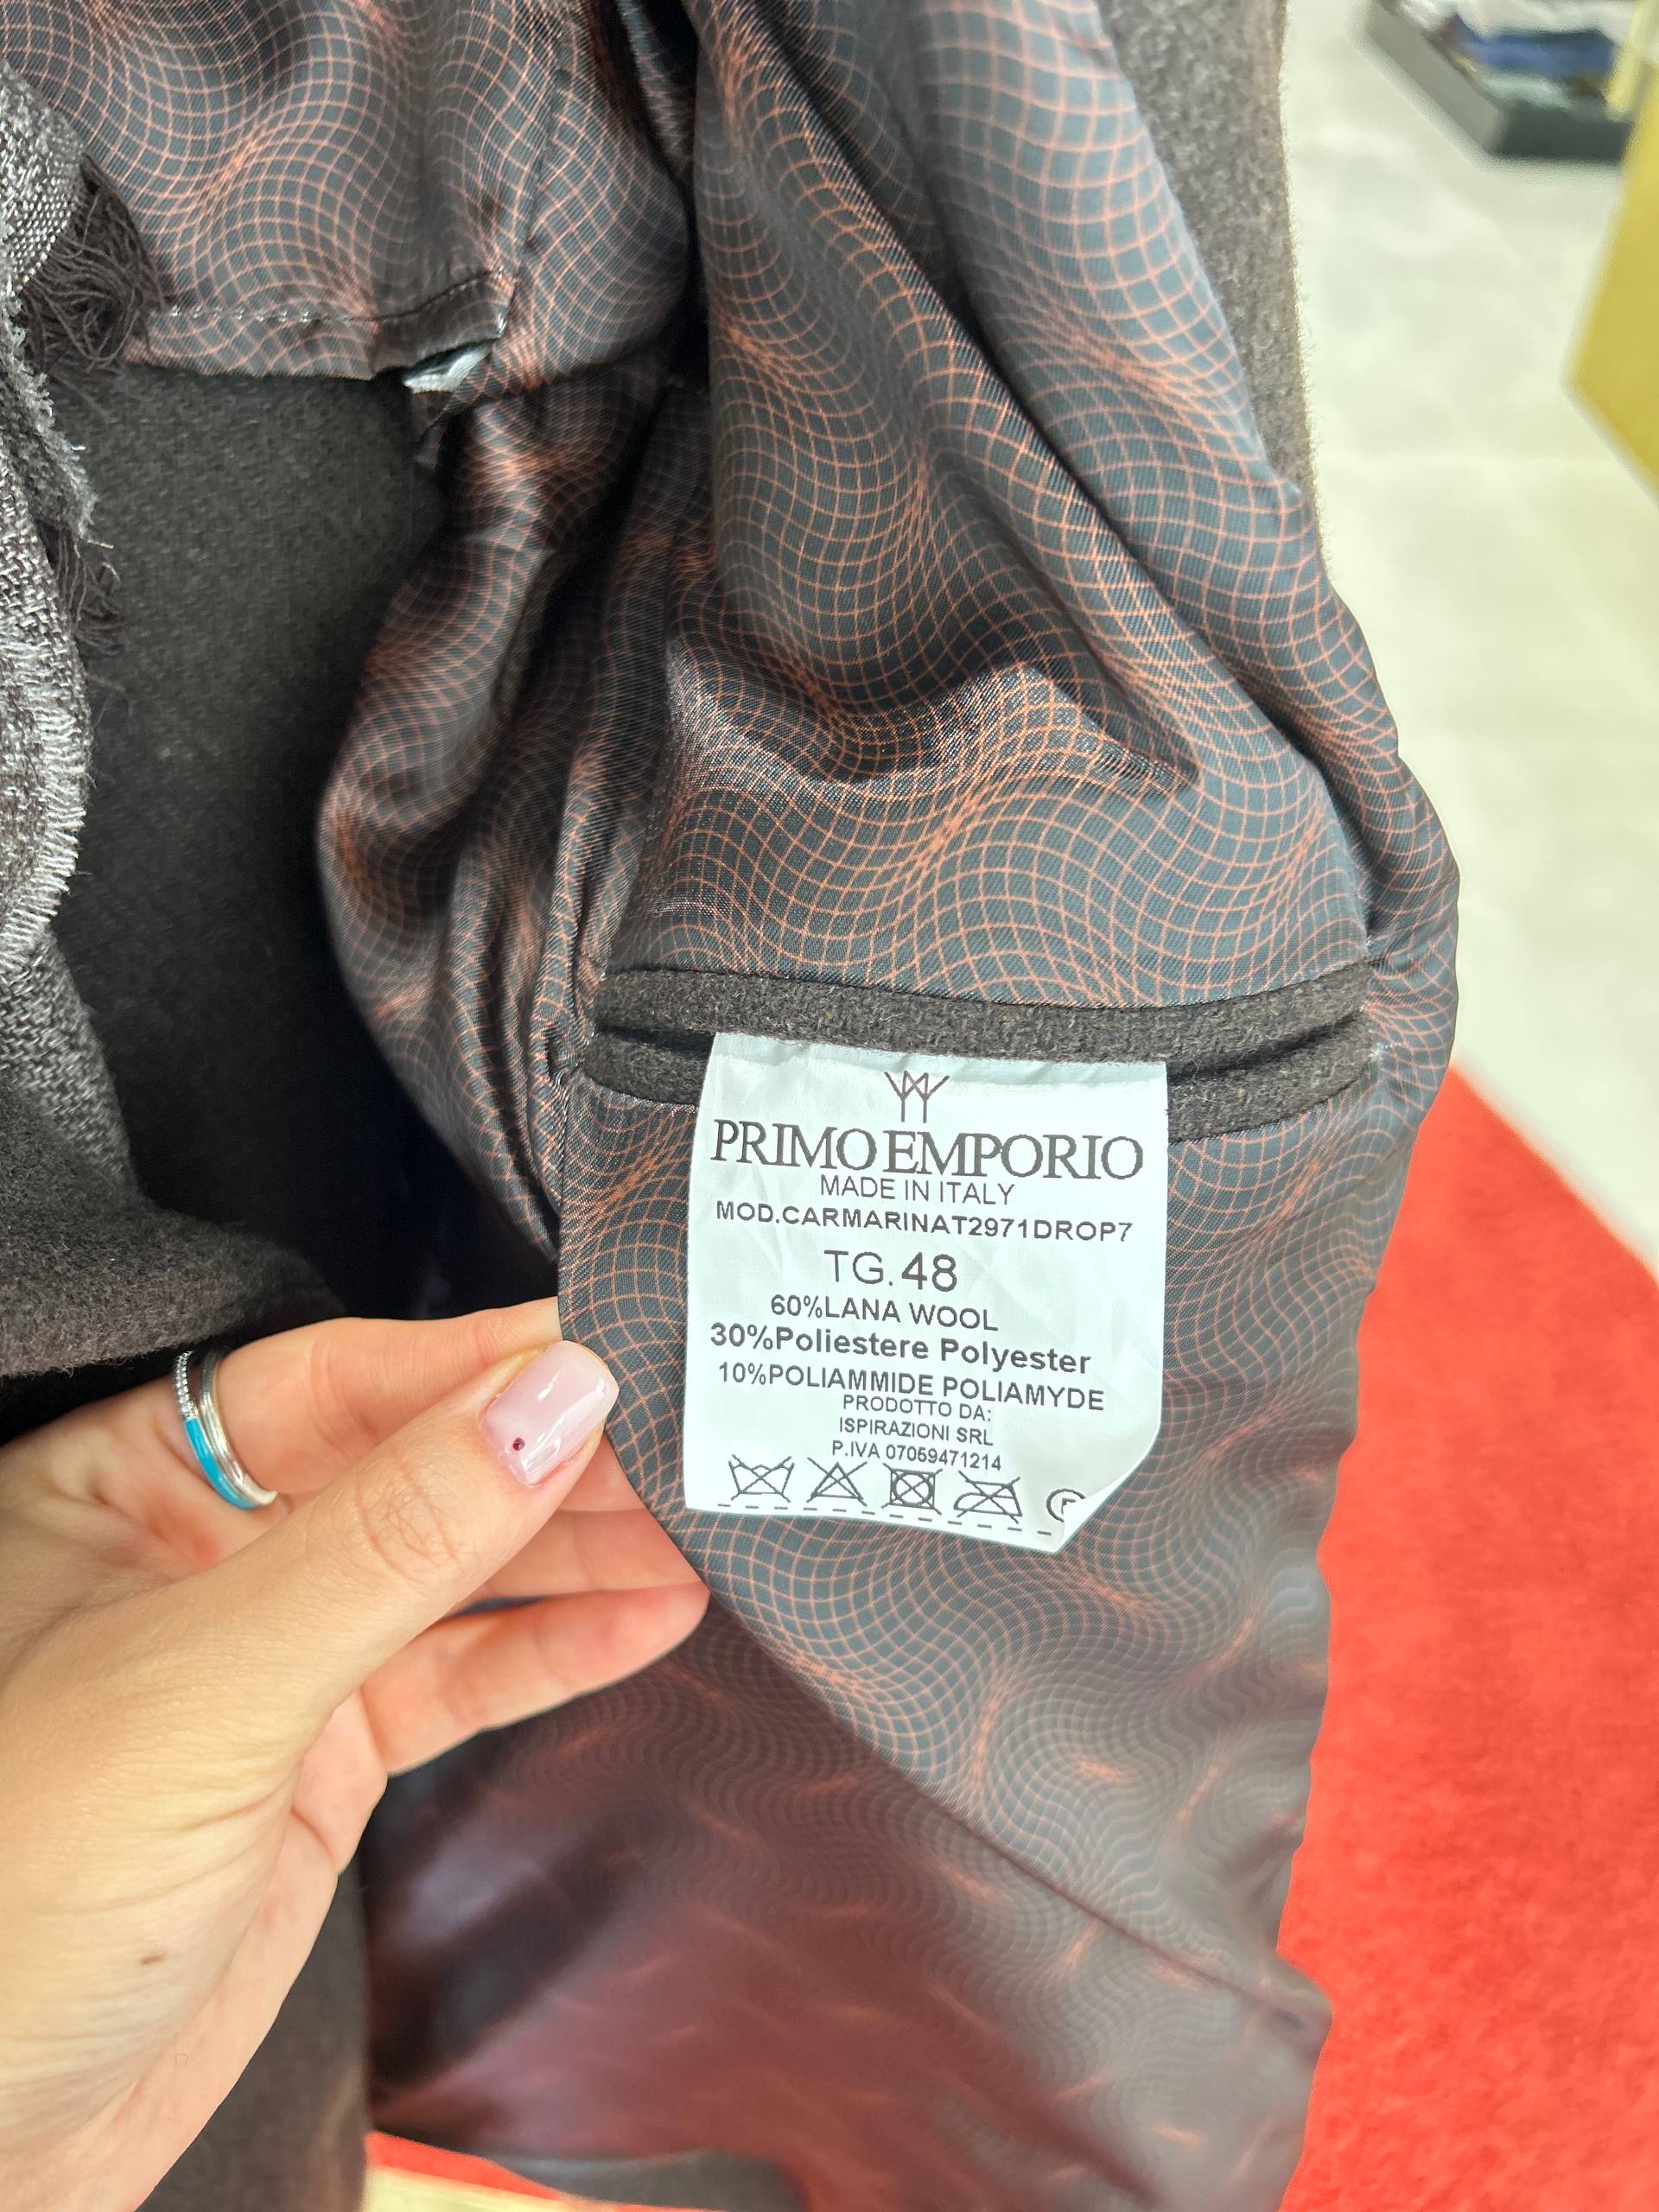 PRIMO EMPORIO
MADE IN ITALY
MOD.CARMARINAT2971DROP7
TG.48
60%LANA WOOL
30%Poliestere Polyester
10%POLIAMMIDE POLIAMYDE
PRODOTTO DA:
ISPIRAZIONI SRL
P.IVA 07059471214